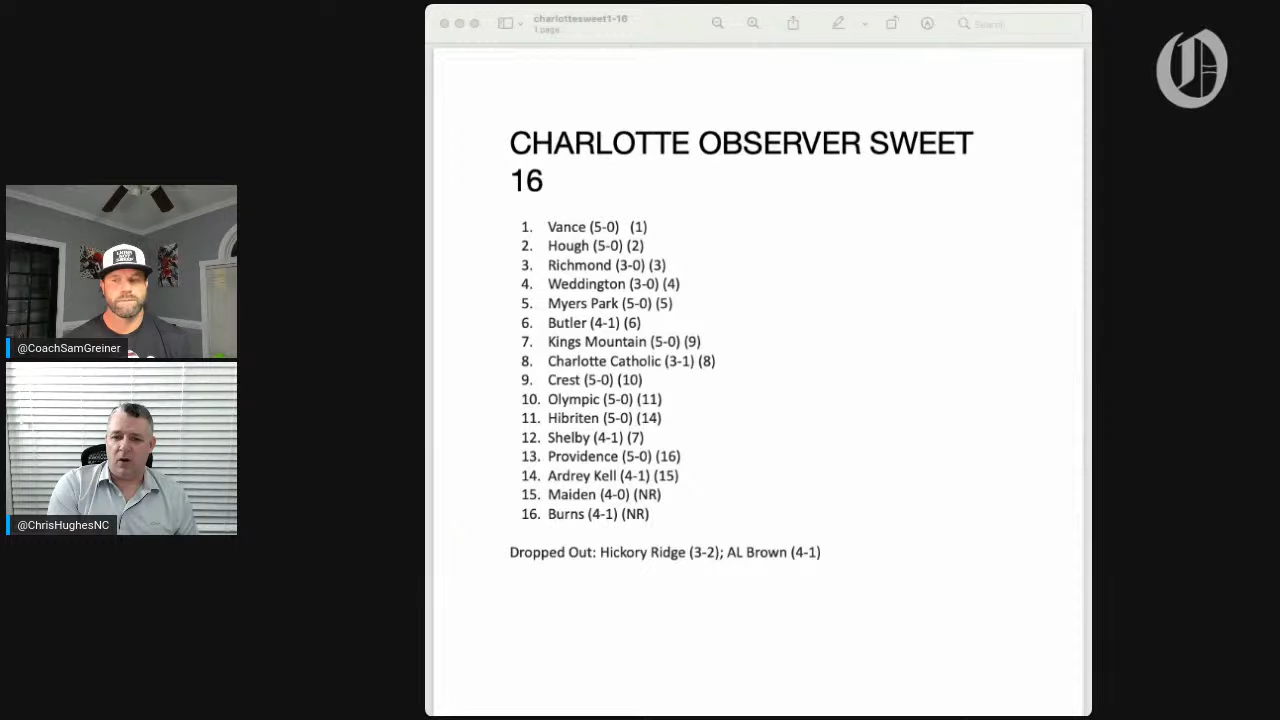 charlottesweet1-16
1 page
Search
CHARLOTTE OBSERVER SWEET
16
1. Vance (5-0) (1)
2. Hough (5-0) (2)
3. Richmond (3-0) (3)
4. Weddington (3-0) (4)
5. Myers Park (5-0) (5)
6. Butler (4-1) (6)
7. Kings Mountain (5-0) (9)
8. Charlotte Catholic (3-1) (8)
9. Crest (5-0) (10)
10. Olympic (5-0) (11)
11. Hibriten (5-0) (14)
12. Shelby (4-1) (7)
13. Providence (5-0) (16)
14. Ardrey Kell (4-1) (15)
15. Maiden (4-0) (NR)
16. Burns (4-1) (NR)
Dropped Out: Hickory Ridge (3-2); AL Brown (4-1)
@CoachSamGreiner
@ChrisHughesNC
O